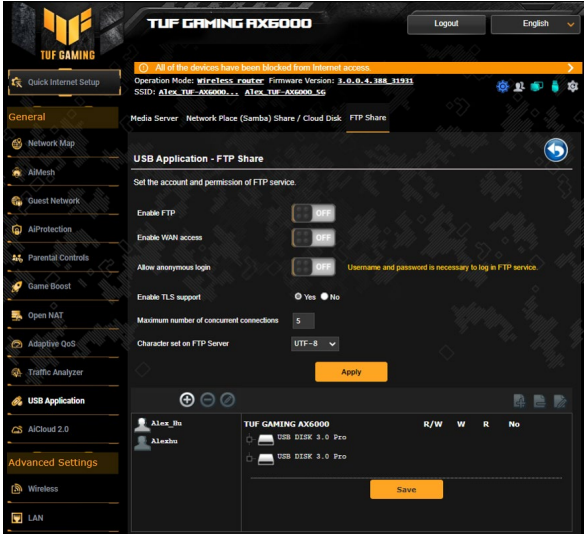 TUF GAMING AX6000
Logout
English
TUF GAMING
All of the devices have been blocked from Internet access.
Quick Internet Setup
Operation Mode: Wireless router Firmware Version: 3.0.0.4.388_31931
SSID: Alex_TUF-AX6000... Alex_TUF-AX6000_5G
General
Media Server Network Place (Samba) Share / Cloud Disk FTP Share
Network Map
AiMesh
Guest Network
AiProtection
Parental Controls
Game Boost
Open NAT
Adaptive QoS
Traffic Analyzer
USB Application
AiCloud 2.0
Advanced Settings
Wireless
LAN
USB Application - FTP Share
Set the account and permission of FTP service.
Enable FTP OFF
Enable WAN access OFF
Allow anonymous login OFF Username and password is necessary to log in FTP service.
Enable TLS support Yes No
Maximum number of concurrent connections 5
Character set on FTP Server UTF-8
Apply
Alex_Hu
Alexhu
TUF GAMING AX6000 R/W W R No
USB DISK 3.0 Pro
USB DISK 3.0 Pro
Save